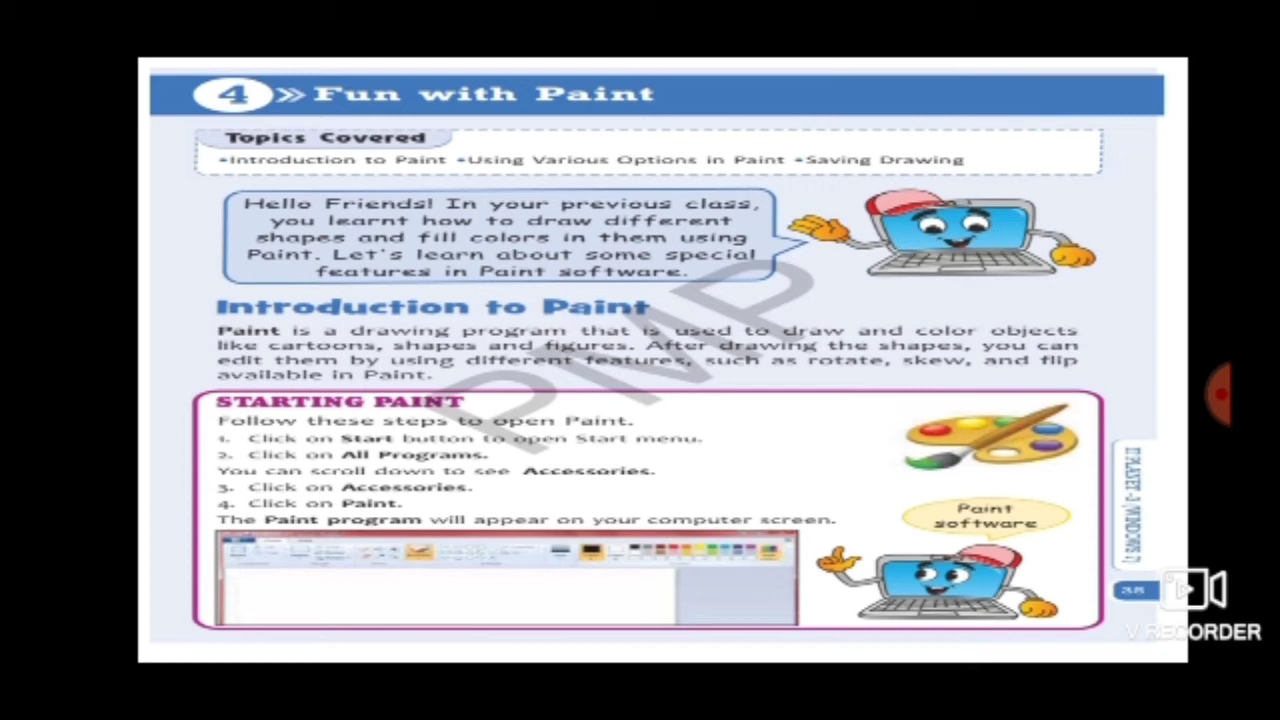 4 Fun with Paint
Topics Covered
•Introduction to Paint •Using Various Options in Paint •Saving Drawing
Hello Friends! In your previous class,
you learnt how to draw different
shapes and fill colors in them using
Paint. Let's learn about some special
features in Paint software.
Introduction to Paint
Paint is a drawing program that is used to draw and color objects
like cartoons, shapes and figures. After drawing the shapes, you can
edit them by using different features, such as rotate, skew, and flip
available in Paint.
PMP
STARTING PAINT
Follow these steps to open Paint.
1. Click on Start button to open Start menu.
2. Click on All Programs.
You can scroll down to see Accessories.
3. Click on Accessories.
4. Click on Paint.
The Paint program will appear on your computer screen.
Paint
software
IT PLANET -3 (WINDOWS 7)
38
V RECORDER